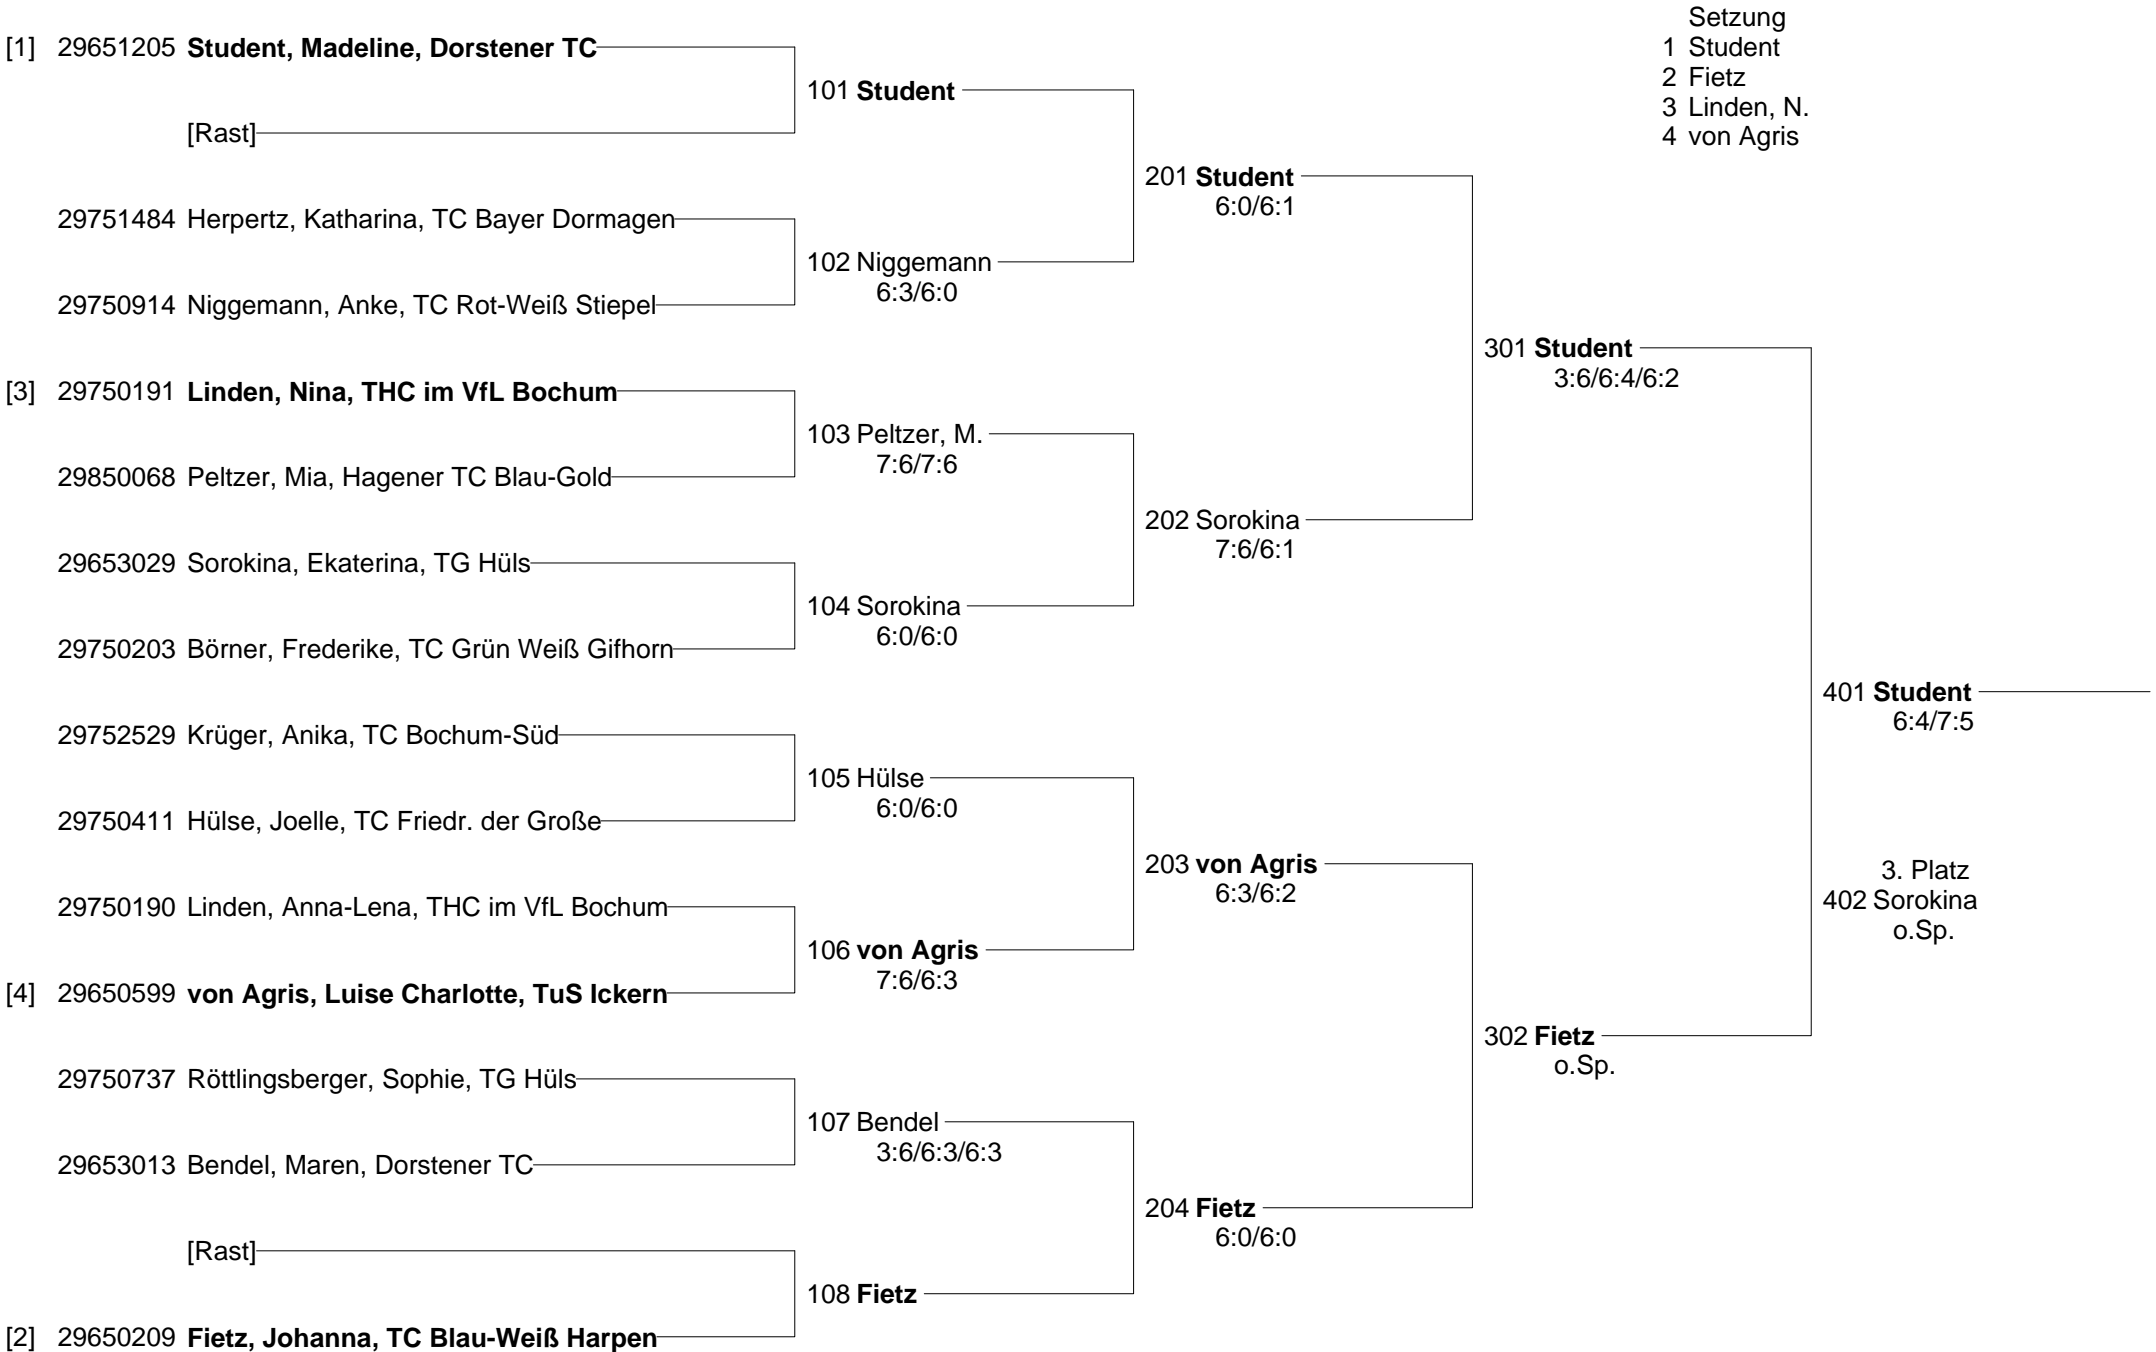 Setzung
1 Student
2 Fietz
3 Linden, N.
4 von Agris
[1] 29651205 Student, Madeline, Dorstener TC
[Rast]
29751484 Herpertz, Katharina, TC Bayer Dormagen
29750914 Niggemann, Anke, TC Rot-Weiß Stiepel
[3] 29750191 Linden, Nina, THC im VfL Bochum
29850068 Peltzer, Mia, Hagener TC Blau-Gold
29653029 Sorokina, Ekaterina, TG Hüls
29750203 Börner, Frederike, TC Grün Weiß Gifhorn
29752529 Krüger, Anika, TC Bochum-Süd
29750411 Hülse, Joelle, TC Friedr. der Große
29750190 Linden, Anna-Lena, THC im VfL Bochum
[4] 29650599 von Agris, Luise Charlotte, TuS Ickern
29750737 Röttlingsberger, Sophie, TG Hüls
29653013 Bendel, Maren, Dorstener TC
[Rast]
[2] 29650209 Fietz, Johanna, TC Blau-Weiß Harpen
101 Student
102 Niggemann
6:3/6:0
103 Peltzer, M.
7:6/7:6
104 Sorokina
6:0/6:0
105 Hülse
6:0/6:0
106 von Agris
7:6/6:3
107 Bendel
3:6/6:3/6:3
108 Fietz
201 Student
6:0/6:1
202 Sorokina
7:6/6:1
203 von Agris
6:3/6:2
204 Fietz
6:0/6:0
301 Student
3:6/6:4/6:2
302 Fietz
o.Sp.
401 Student
6:4/7:5
3. Platz
402 Sorokina
o.Sp.